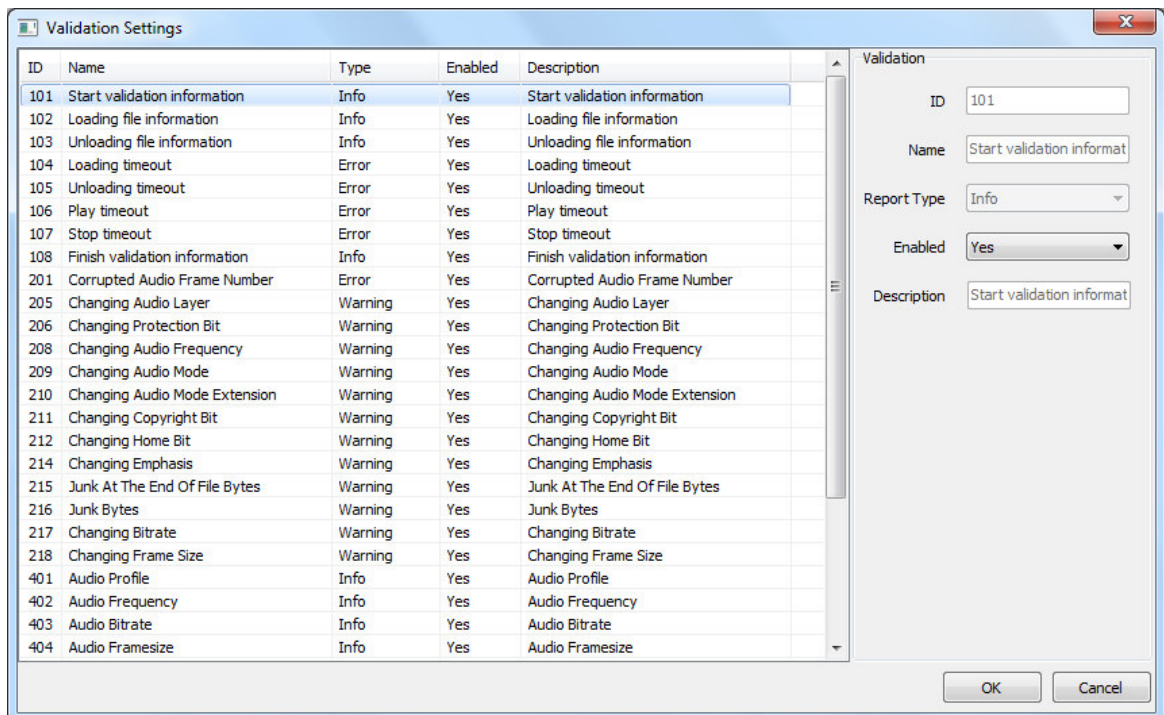 Validation Settings
ID Name Type Enabled Description
101 Start validation information Info Yes Start validation information
102 Loading file information Info Yes Loading file information
103 Unloading file information Info Yes Unloading file information
104 Loading timeout Error Yes Loading timeout
105 Unloading timeout Error Yes Unloading timeout
106 Play timeout Error Yes Play timeout
107 Stop timeout Error Yes Stop timeout
108 Finish validation information Info Yes Finish validation information
201 Corrupted Audio Frame Number Error Yes Corrupted Audio Frame Number
205 Changing Audio Layer Warning Yes Changing Audio Layer
206 Changing Protection Bit Warning Yes Changing Protection Bit
208 Changing Audio Frequency Warning Yes Changing Audio Frequency
209 Changing Audio Mode Warning Yes Changing Audio Mode
210 Changing Audio Mode Extension Warning Yes Changing Audio Mode Extension
211 Changing Copyright Bit Warning Yes Changing Copyright Bit
212 Changing Home Bit Warning Yes Changing Home Bit
214 Changing Emphasis Warning Yes Changing Emphasis
215 Junk At The End Of File Bytes Warning Yes Junk At The End Of File Bytes
216 Junk Bytes Warning Yes Junk Bytes
217 Changing Bitrate Warning Yes Changing Bitrate
218 Changing Frame Size Warning Yes Changing Frame Size
401 Audio Profile Info Yes Audio Profile
402 Audio Frequency Info Yes Audio Frequency
403 Audio Bitrate Info Yes Audio Bitrate
404 Audio Framesize Info Yes Audio Framesize
Validation
ID 101
Name Start validation informat
Report Type Info
Enabled Yes
Description Start validation informat
OK Cancel